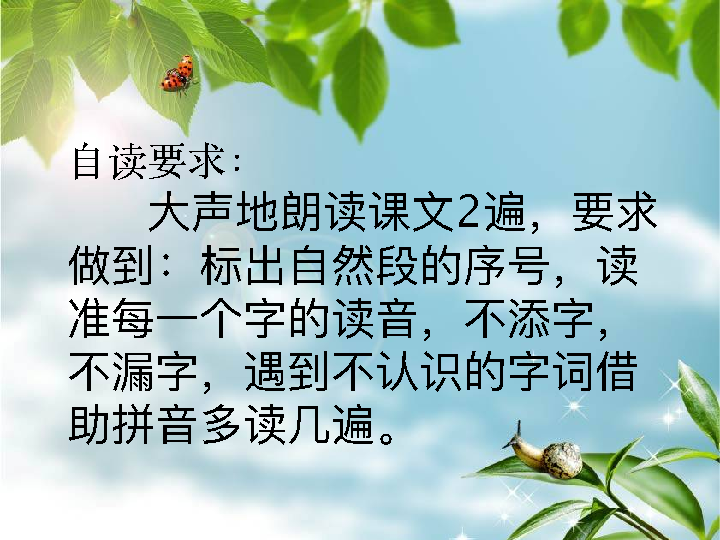 自读要求：
大声地朗读课文2遍，要求
做到：标出自然段的序号，读
准每一个字的读音，不添字，
不漏字，遇到不认识的字词借
助拼音多读几遍。